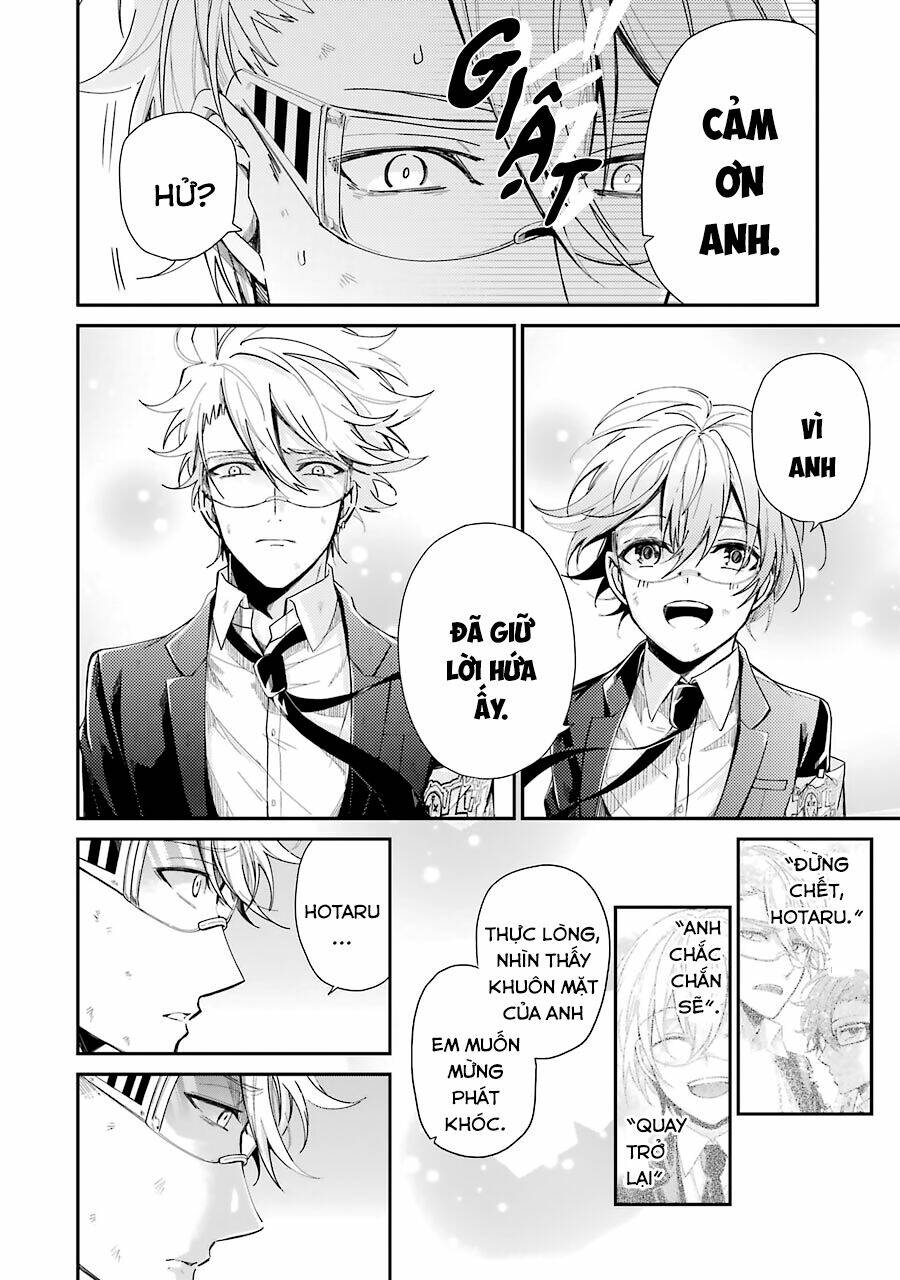 CẢM
ƠN
ANH.
GIẬT
HỬ?
VÌ
ANH
ĐÃ GIỮ
LỜI HỨA
ẤY.
"ĐỪNG
CHẾT,
HOTARU."
"ANH
CHẮC
CHẮN
SẼ".
"QUAY
TRỞ
LẠI"
THỰC LÒNG,
NHÌN THẤY
KHUÔN MẶT
CỦA ANH
EM MUỐN
MỪNG
PHÁT
KHÓC.
HOTARU
...